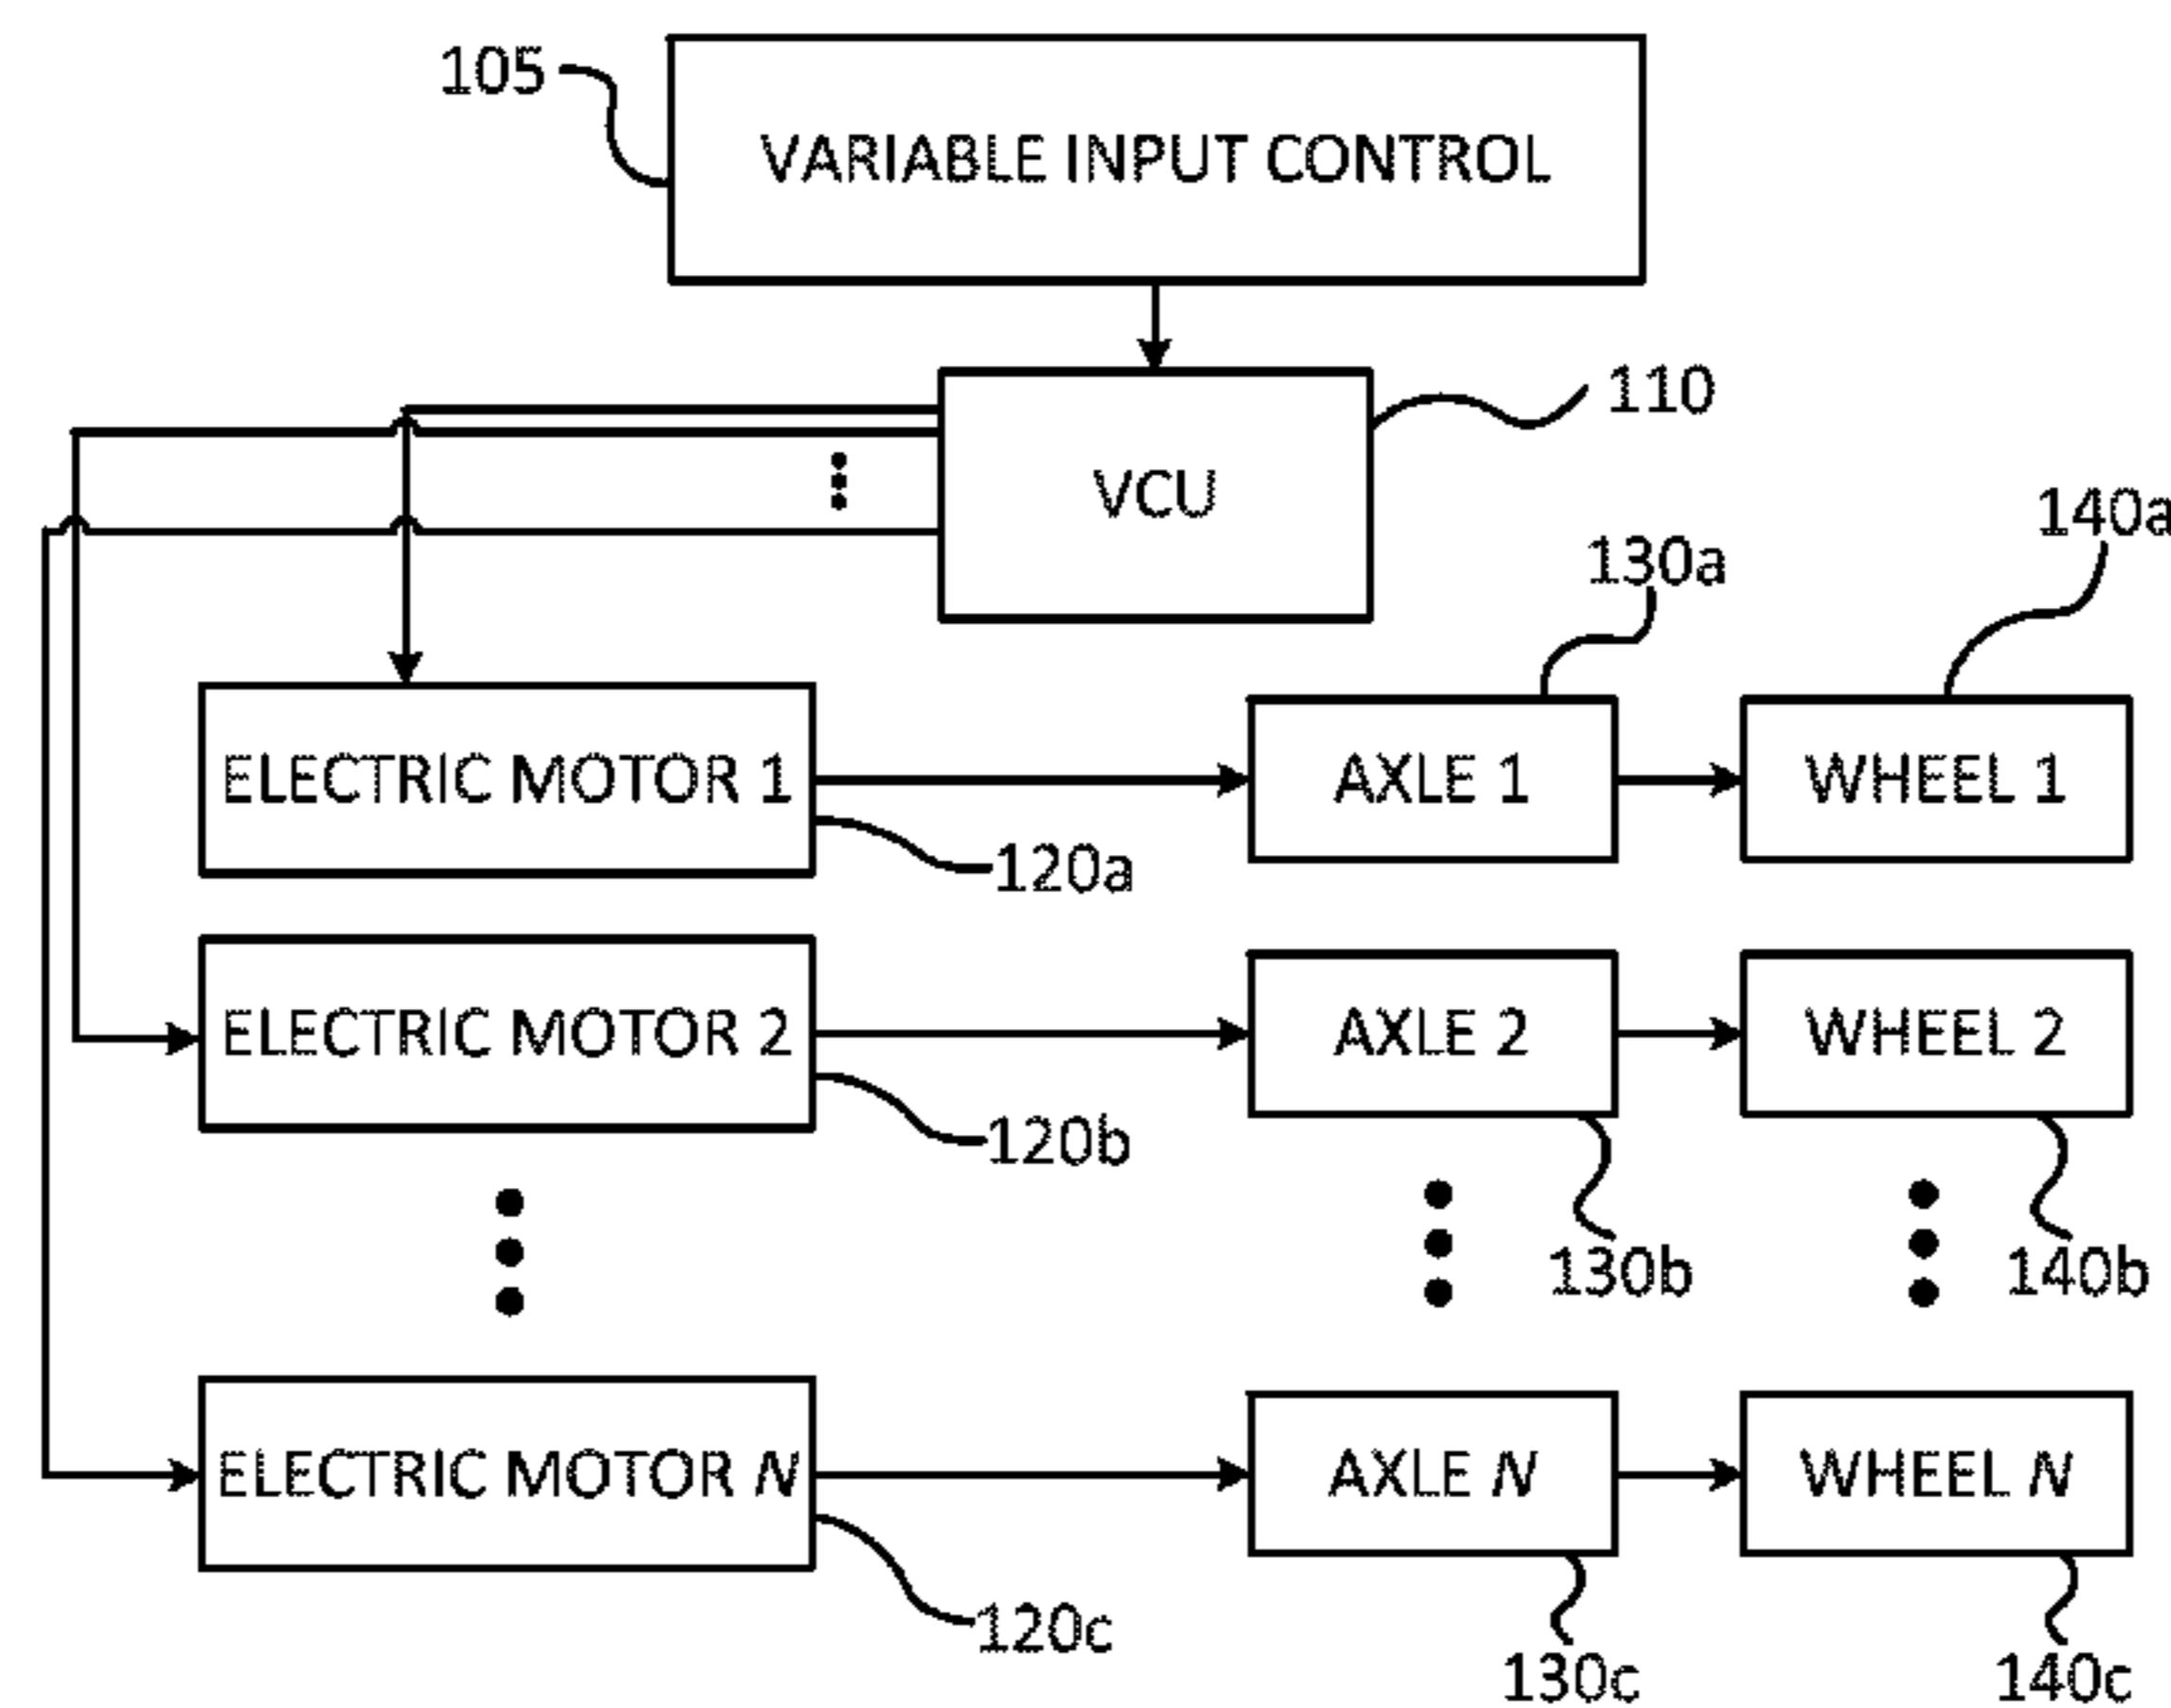 105
VARIABLE INPUT CONTROL
110
VCU
130a
140a
ELECTRIC MOTOR 1
AXLE 1
WHEEL 1
120a
ELECTRIC MOTOR 2
AXLE 2
WHEEL 2
120b
130b
140b
ELECTRIC MOTOR N
AXLE N
WHEEL N
120c
130c
140c